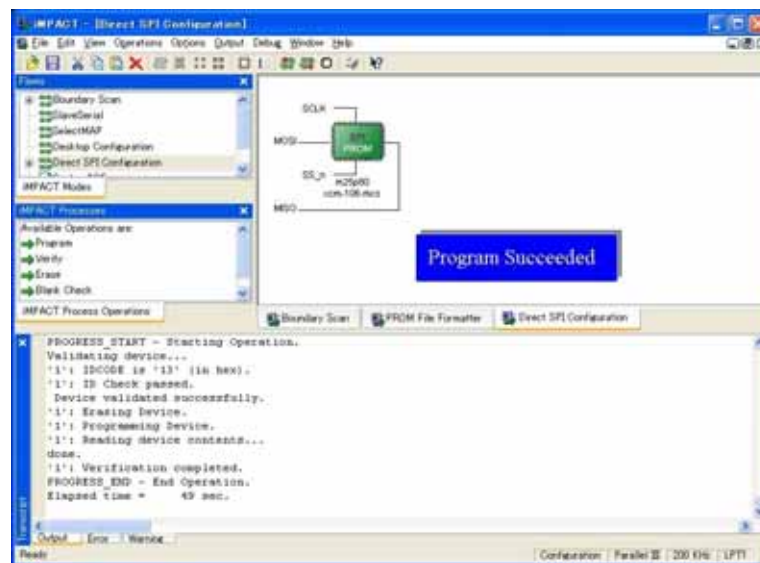 iMPACT - [Direct SPI Configuration]
File Edit View Operations Options Output Debug Window Help
Flows
Boundary Scan
SlaveSerial
SelectMAP
Desktop Configuration
Direct SPI Configuration
iMPACT Modes
iMPACT Processes
Available Operations are:
Program
Verify
Erase
Blank Check
iMPACT Process Operations
SCLK
MOSI
SPI
PROM
SS_n
m25p80
MISO
Program Succeeded
Boundary Scan
PROM File Formatter
Direct SPI Configuration
PROGRESS_START - Starting Operation.
Validating device...
'1': IDCODE is '13' (in hex).
'1': ID Check passed.
Device validated successfully.
'1': Erasing Device.
'1': Programming Device.
'1': Reading device contents...
done.
'1': Verification completed.
PROGRESS_END - End Operation.
Elapsed time = 49 sec.
Transcript
Output Error Warning
Ready
Configuration Parallel III 200 KHz LPT1